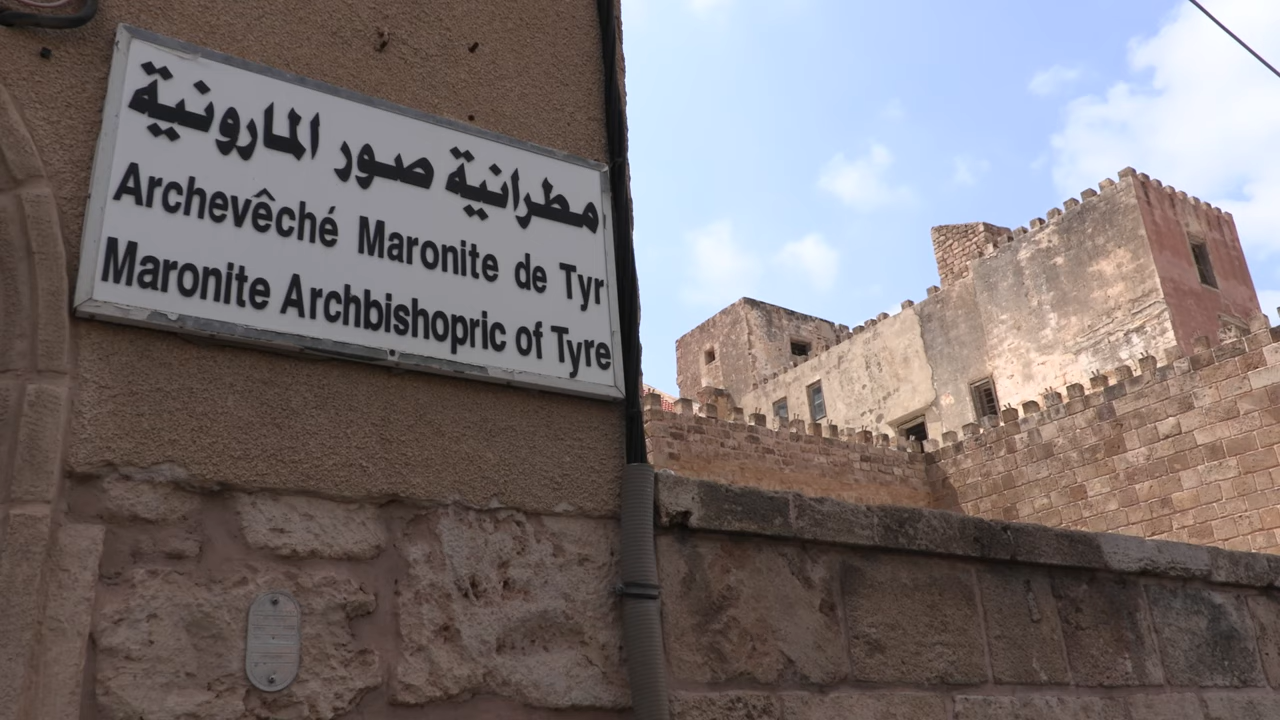 مطرانية صور المارونية
Archevêché Maronite de Tyr
Maronite Archbishopric of Tyre